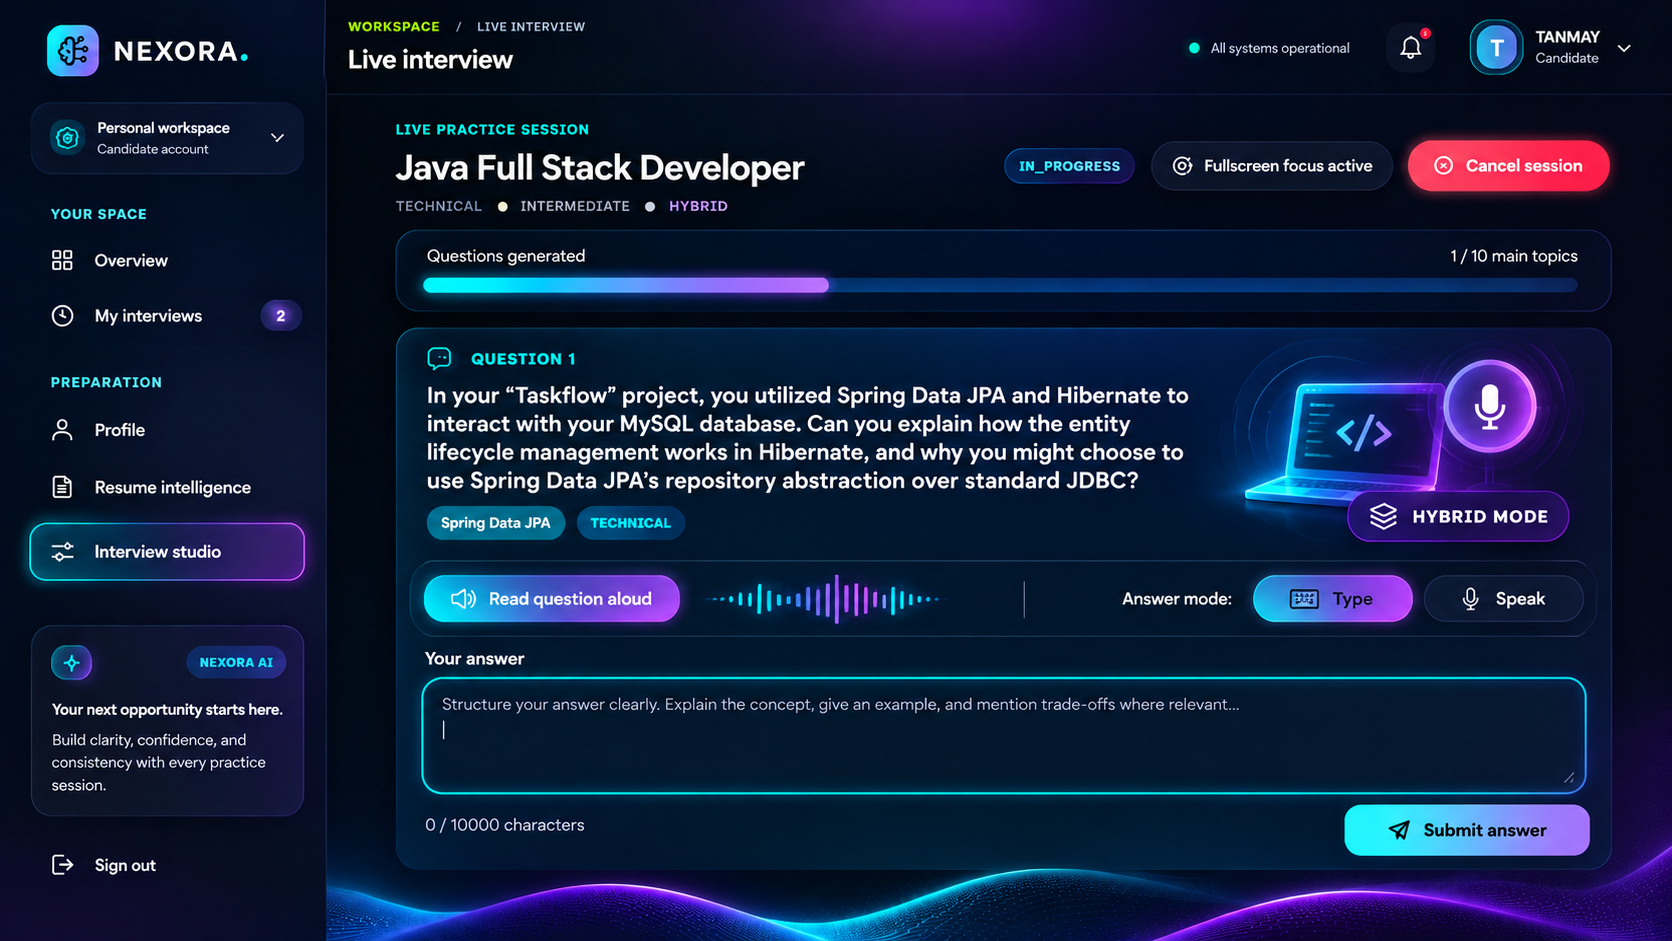 NEXORA.
Personal workspace
Candidate account
YOUR SPACE
Overview
My interviews 2
PREPARATION
Profile
Resume intelligence
Interview studio
NEXORA AI
Your next opportunity starts here.
Build clarity, confidence, and
consistency with every practice
session.
Sign out
WORKSPACE / LIVE INTERVIEW
Live interview
All systems operational
T
TANMAY
Candidate
LIVE PRACTICE SESSION
Java Full Stack Developer
TECHNICAL ● INTERMEDIATE ● HYBRID
IN_PROGRESS
Fullscreen focus active
Cancel session
Questions generated
1 / 10 main topics
QUESTION 1
In your “Taskflow” project, you utilized Spring Data JPA and Hibernate to
interact with your MySQL database. Can you explain how the entity
lifecycle management works in Hibernate, and why you might choose to
use Spring Data JPA’s repository abstraction over standard JDBC?
Spring Data JPA
TECHNICAL
</>
HYBRID MODE
Read question aloud
Answer mode:
Type
Speak
Your answer
Structure your answer clearly. Explain the concept, give an example, and mention trade-offs where relevant...
0 / 10000 characters
Submit answer